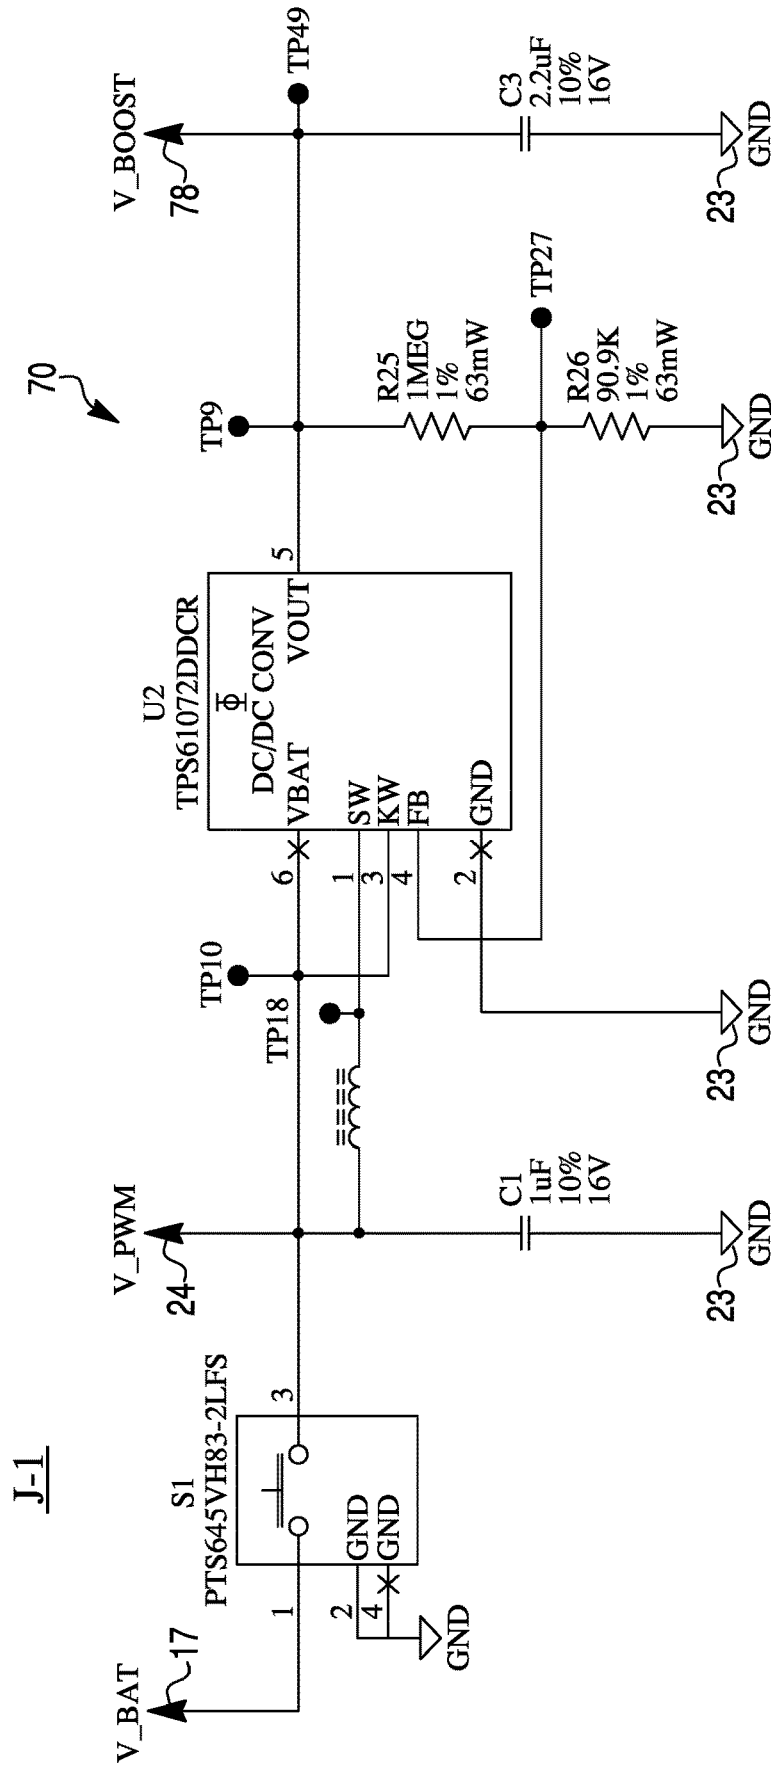 J-1
70
V_BAT
17
S1
PTS645VH83-2LFS
1
3
GND
GND
2
4
GND
V_PWM
24
C1
1uF
10%
16V
23
GND
TP10
TP18
U2
TPS61072DDCR
Φ
DC/DC CONV
VBAT
VOUT
SW
KW
FB
GND
6
1
3
4
2
5
23
GND
TP9
R25
1MEG
1%
63mW
TP27
R26
90.9K
1%
63mW
23
GND
V_BOOST
78
TP49
C3
2.2uF
10%
16V
23
GND